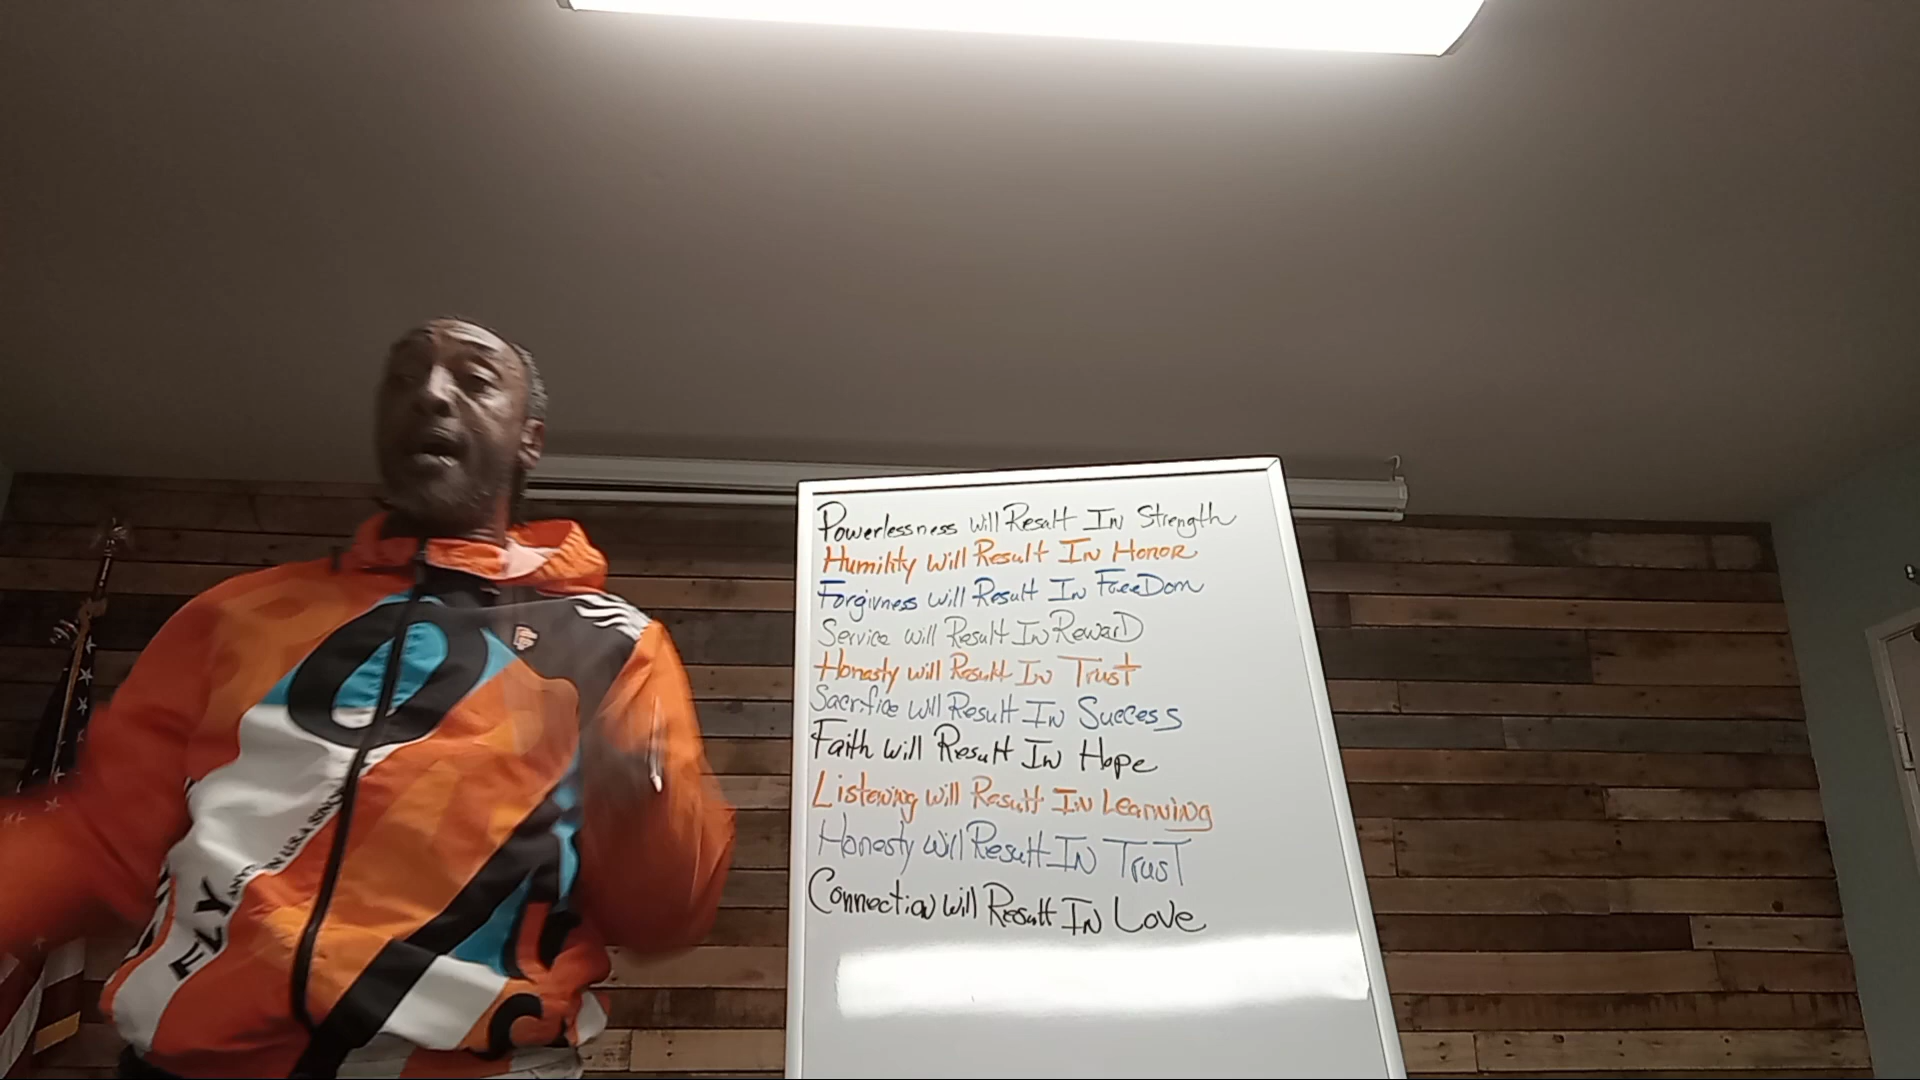 Powerlessness will Result In Strength
Humility Will Result In Honor
Forgivness will Result In FreeDom
Service will Result In RewarD
Honesty will Result In Trust
Sacrifice will Result In Success
Faith will Result In Hope
Listening will Result In Learning
Honesty will Result IN TrusT
Connection will Result IN Love
FLY